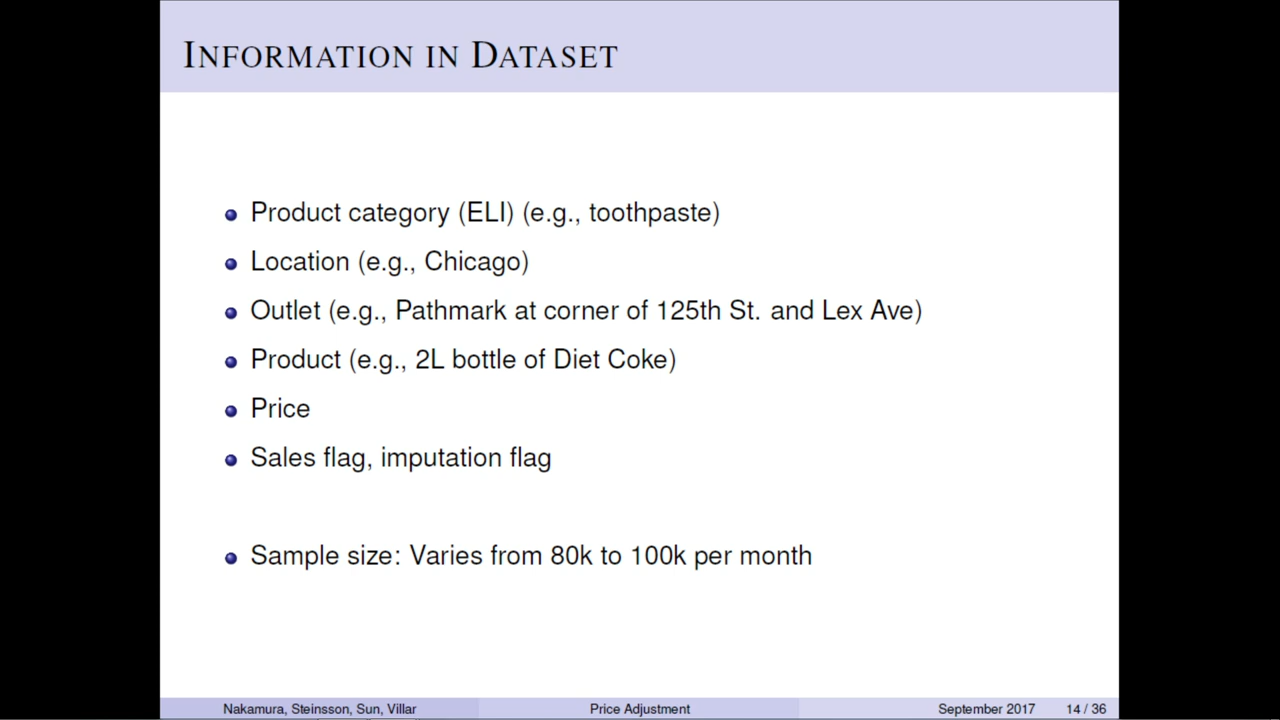 INFORMATION IN DATASET
Product category (ELI) (e.g., toothpaste)
Location (e.g., Chicago)
Outlet (e.g., Pathmark at corner of 125th St. and Lex Ave)
Product (e.g., 2L bottle of Diet Coke)
Price
Sales flag, imputation flag
Sample size: Varies from 80k to 100k per month
Nakamura, Steinsson, Sun, Villar Price Adjustment September 2017 14 / 36